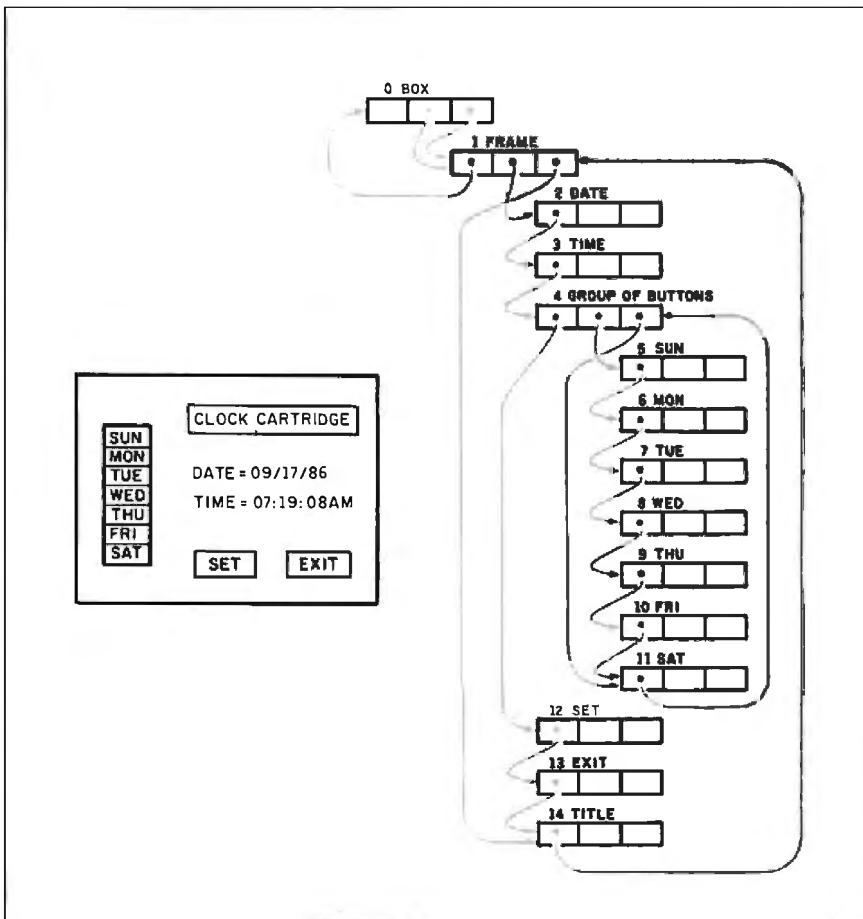 0 BOX
1 FRAME
2 DATE
3 TIME
4 GROUP OF BUTTONS
5 SUN
6 MON
7 TUE
8 WED
9 THU
10 FRI
11 SAT
12 SET
13 EXIT
14 TITLE
CLOCK CARTRIDGE
SUN
MON
TUE
WED
THU
FRI
SAT
DATE = 09/17/86
TIME = 07:19:08AM
SET
EXIT